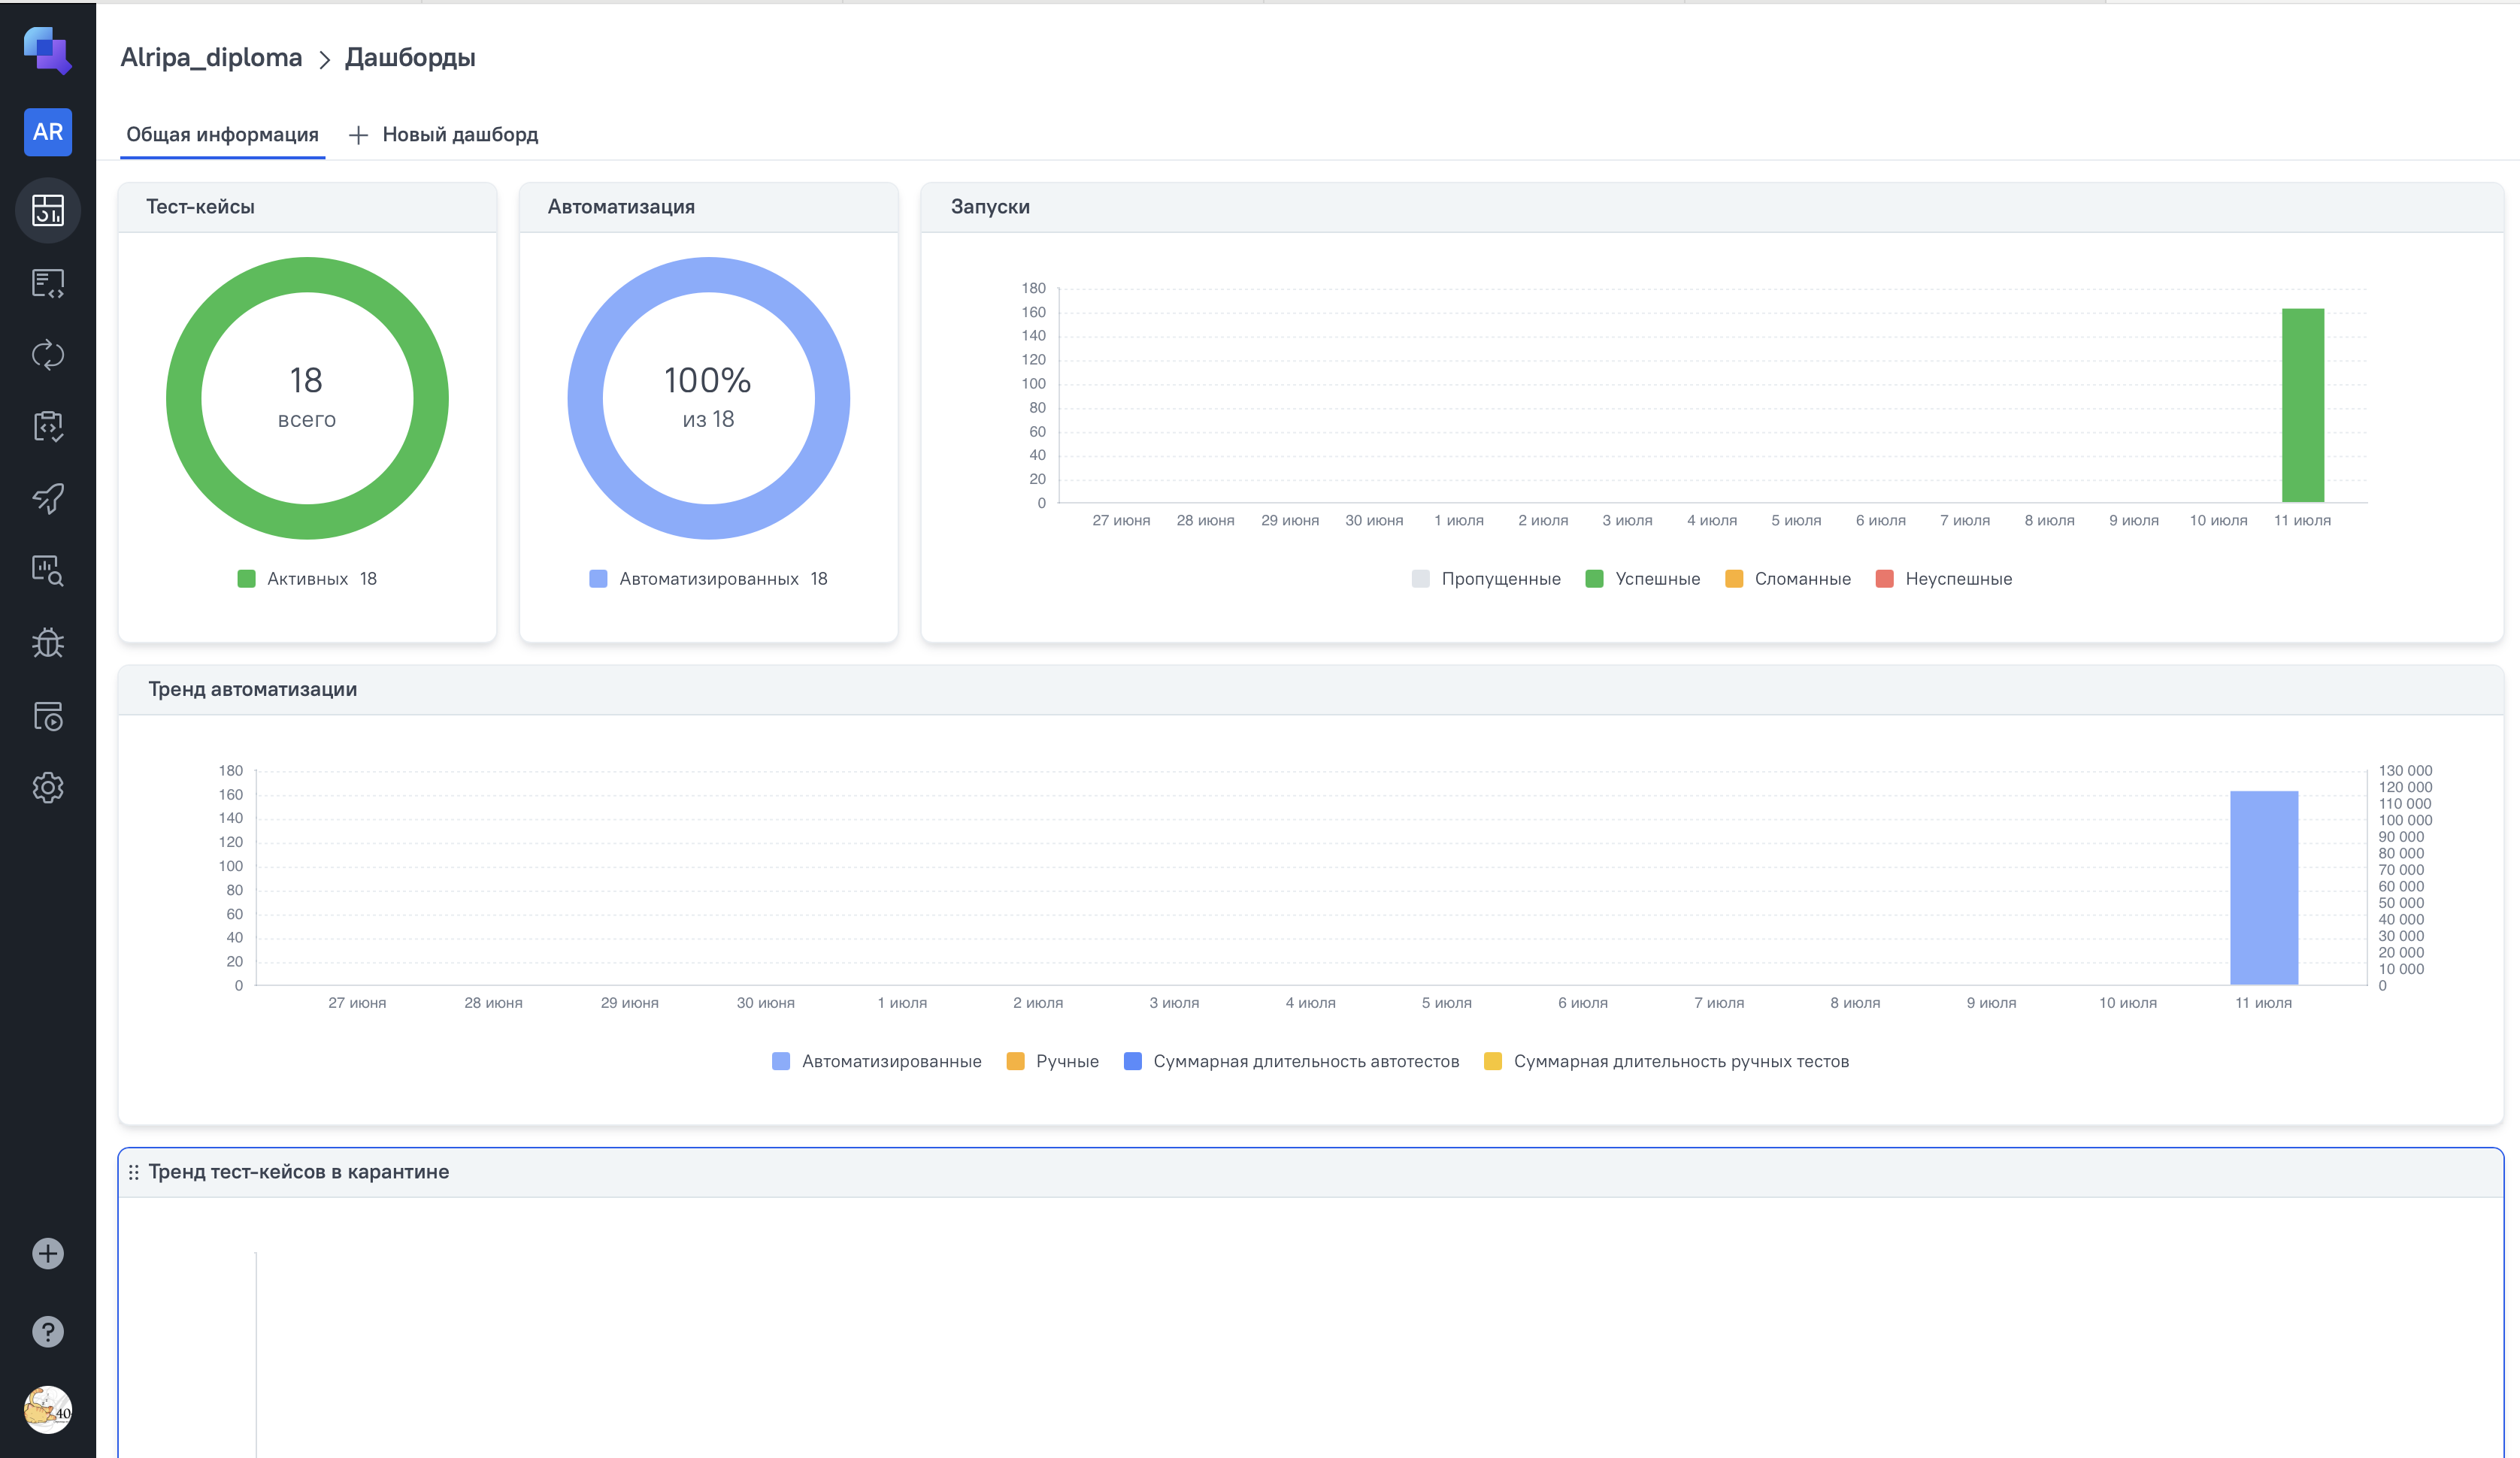 Alripa_diploma > Дашборды
AR
Общая информация + Новый дашборд
Тест-кейсы
18
всего
Активных 18
Автоматизация
100%
из 18
Автоматизированных 18
Запуски
180
160
140
120
100
80
60
40
20
0
27 июня 28 июня 29 июня 30 июня 1 июля 2 июля 3 июля 4 июля 5 июля 6 июля 7 июля 8 июля 9 июля 10 июля 11 июля
Пропущенные Успешные Сломанные Неуспешные
Тренд автоматизации
180
160
140
120
100
80
60
40
20
0
130 000
120 000
110 000
100 000
90 000
80 000
70 000
60 000
50 000
40 000
30 000
20 000
10 000
0
27 июня 28 июня 29 июня 30 июня 1 июля 2 июля 3 июля 4 июля 5 июля 6 июля 7 июля 8 июля 9 июля 10 июля 11 июля
Автоматизированные Ручные Суммарная длительность автотестов Суммарная длительность ручных тестов
Тренд тест-кейсов в карантине
40